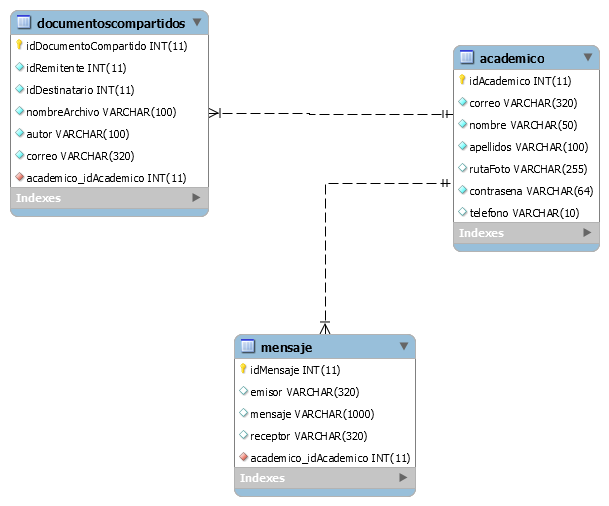 documentoscompartidos
idDocumentoCompartido INT(11)
idRemitente INT(11)
idDestinatario INT(11)
nombreArchivo VARCHAR(100)
autor VARCHAR(100)
correo VARCHAR(320)
academico_idAcademico INT(11)
Indexes
academico
idAcademico INT(11)
correo VARCHAR(320)
nombre VARCHAR(50)
apellidos VARCHAR(100)
rutaFoto VARCHAR(255)
contrasena VARCHAR(64)
telefono VARCHAR(10)
Indexes
mensaje
idMensaje INT(11)
emisor VARCHAR(320)
mensaje VARCHAR(1000)
receptor VARCHAR(320)
academico_idAcademico INT(11)
Indexes